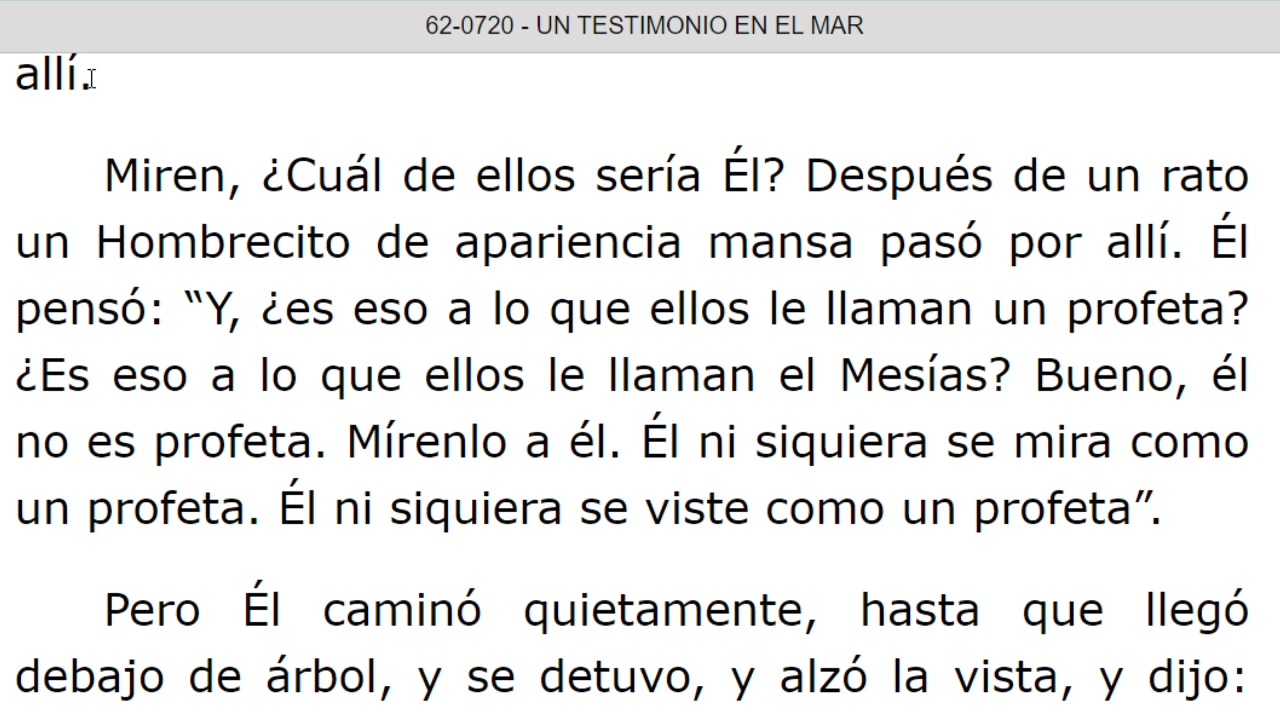 62-0720 - UN TESTIMONIO EN EL MAR
allí.
Miren, ¿Cuál de ellos sería Él? Después de un rato
un Hombrecito de apariencia mansa pasó por allí. Él
pensó: “Y, ¿es eso a lo que ellos le llaman un profeta?
¿Es eso a lo que ellos le llaman el Mesías? Bueno, él
no es profeta. Mírenlo a él. Él ni siquiera se mira como
un profeta. Él ni siquiera se viste como un profeta”.
Pero Él caminó quietamente, hasta que llegó
debajo de árbol, y se detuvo, y alzó la vista, y dijo: